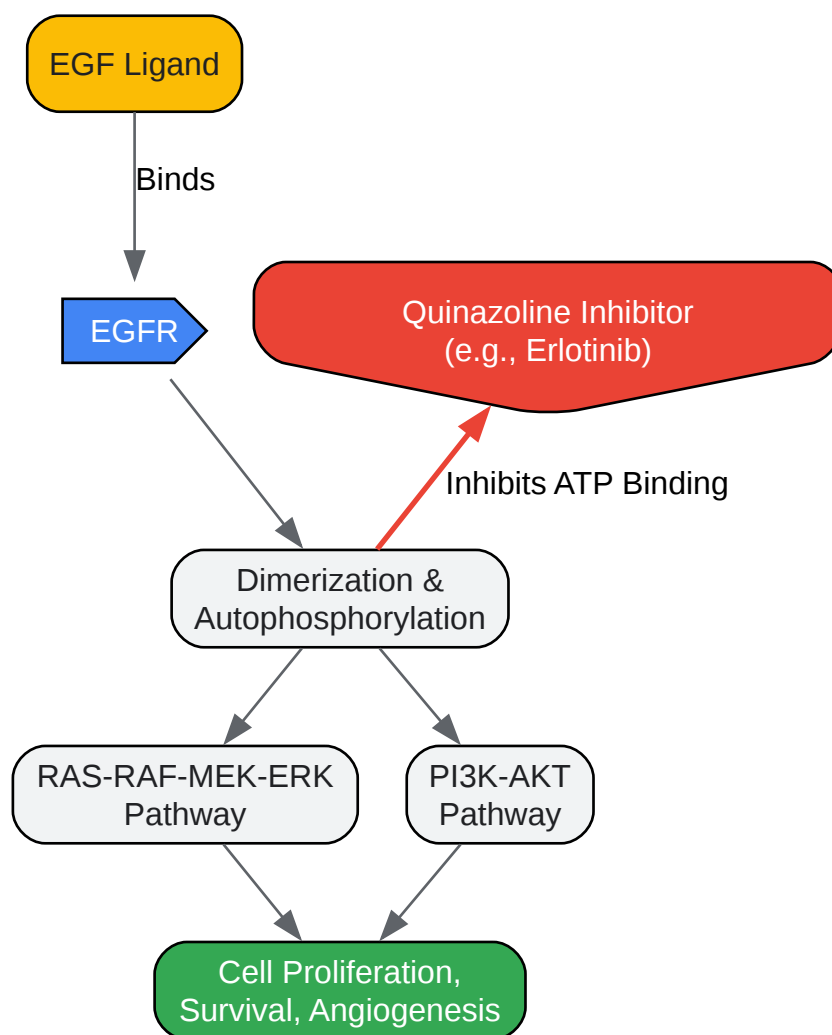 EGF Ligand
Binds
EGFR
Quinazoline Inhibitor
(e.g., Erlotinib)
Inhibits ATP Binding
Dimerization &
Autophosphorylation
RAS-RAF-MEK-ERK
Pathway
PI3K-AKT
Pathway
Cell Proliferation,
Survival, Angiogenesis